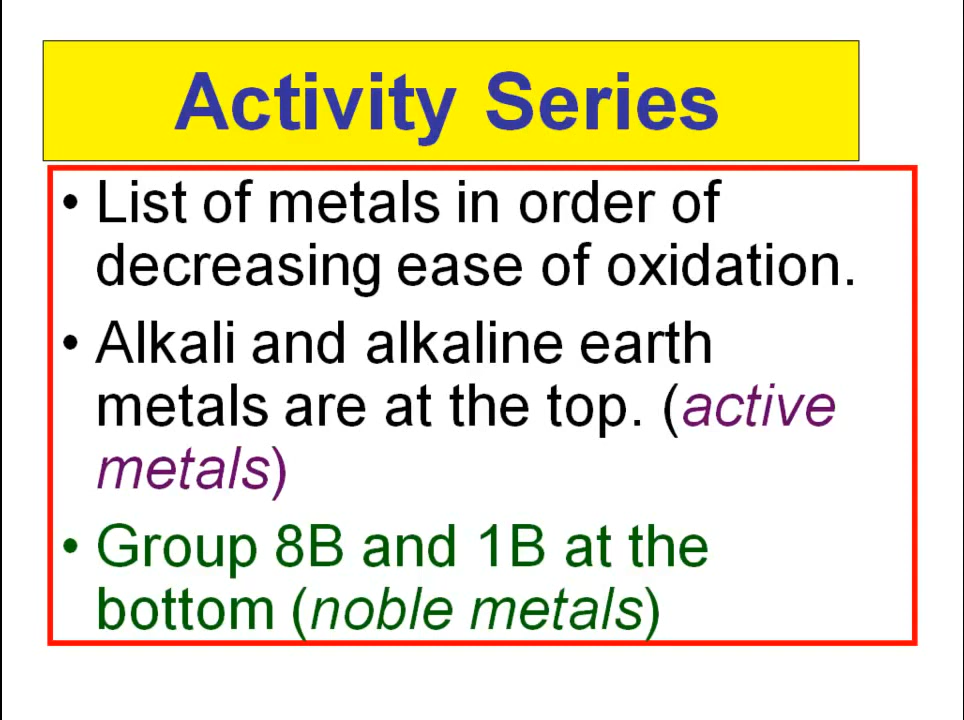 Activity Series
• List of metals in order of
decreasing ease of oxidation.
• Alkali and alkaline earth
metals are at the top. (active
metals)
• Group 8B and 1B at the
bottom (noble metals)